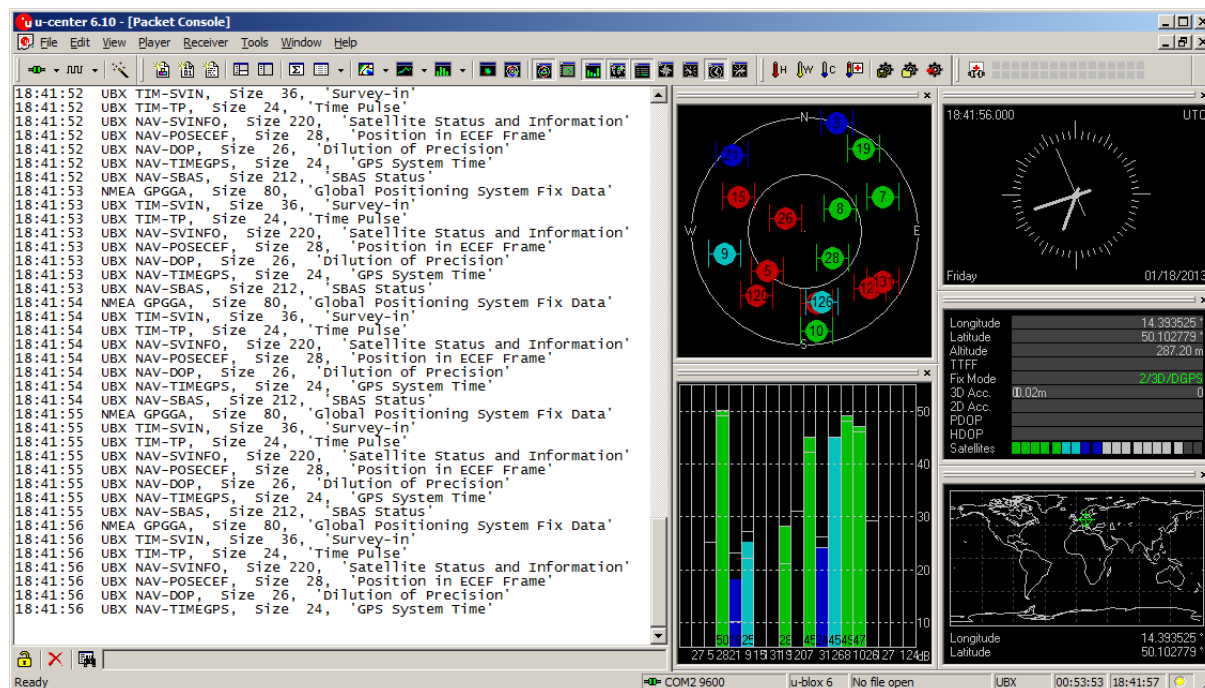 u-center 6.10 - [Packet Console]
File Edit View Player Receiver Tools Window Help
18:41:52 UBX TIM-SVIN, Size 36, 'Survey-in'
18:41:52 UBX TIM-TP, Size 24, 'Time Pulse'
18:41:52 UBX NAV-SVINFO, Size 220, 'Satellite Status and Information'
18:41:52 UBX NAV-POSECEF, Size 28, 'Position in ECEF Frame'
18:41:52 UBX NAV-DOP, Size 26, 'Dilution of Precision'
18:41:52 UBX NAV-TIMEGPS, Size 24, 'GPS System Time'
18:41:52 UBX NAV-SBAS, Size 212, 'SBAS Status'
18:41:53 NMEA GPGGA, Size 80, 'Global Positioning System Fix Data'
18:41:53 UBX TIM-SVIN, Size 36, 'Survey-in'
18:41:53 UBX TIM-TP, Size 24, 'Time Pulse'
18:41:53 UBX NAV-SVINFO, Size 220, 'Satellite Status and Information'
18:41:53 UBX NAV-POSECEF, Size 28, 'Position in ECEF Frame'
18:41:53 UBX NAV-DOP, Size 26, 'Dilution of Precision'
18:41:53 UBX NAV-TIMEGPS, Size 24, 'GPS System Time'
18:41:53 UBX NAV-SBAS, Size 212, 'SBAS Status'
18:41:54 NMEA GPGGA, Size 80, 'Global Positioning System Fix Data'
18:41:54 UBX TIM-SVIN, Size 36, 'Survey-in'
18:41:54 UBX TIM-TP, Size 24, 'Time Pulse'
18:41:54 UBX NAV-SVINFO, Size 220, 'Satellite Status and Information'
18:41:54 UBX NAV-POSECEF, Size 28, 'Position in ECEF Frame'
18:41:54 UBX NAV-DOP, Size 26, 'Dilution of Precision'
18:41:54 UBX NAV-TIMEGPS, Size 24, 'GPS System Time'
18:41:54 UBX NAV-SBAS, Size 212, 'SBAS Status'
18:41:55 NMEA GPGGA, Size 80, 'Global Positioning System Fix Data'
18:41:55 UBX TIM-SVIN, Size 36, 'Survey-in'
18:41:55 UBX TIM-TP, Size 24, 'Time Pulse'
18:41:55 UBX NAV-SVINFO, Size 220, 'Satellite Status and Information'
18:41:55 UBX NAV-POSECEF, Size 28, 'Position in ECEF Frame'
18:41:55 UBX NAV-DOP, Size 26, 'Dilution of Precision'
18:41:55 UBX NAV-TIMEGPS, Size 24, 'GPS System Time'
18:41:55 UBX NAV-SBAS, Size 212, 'SBAS Status'
18:41:56 NMEA GPGGA, Size 80, 'Global Positioning System Fix Data'
18:41:56 UBX TIM-SVIN, Size 36, 'Survey-in'
18:41:56 UBX TIM-TP, Size 24, 'Time Pulse'
18:41:56 UBX NAV-SVINFO, Size 220, 'Satellite Status and Information'
18:41:56 UBX NAV-POSECEF, Size 28, 'Position in ECEF Frame'
18:41:56 UBX NAV-DOP, Size 26, 'Dilution of Precision'
18:41:56 UBX NAV-TIMEGPS, Size 24, 'GPS System Time'
N
3
19
21
15
7
8
26
W
E
9
28
5
120
126
10
S
50
40
30
20
10
dB
18:41:56.000 UTC
Friday 01/18/2013
Longitude 14.393525 °
Latitude 50.102779 °
Altitude 287.20 m
TTFF
Fix Mode 2/3D/DGPS
3D Acc. 0.02m 0
2D Acc.
PDOP
HDOP
Satellites
Longitude 14.393525 °
Latitude 50.102779 °
Ready COM2 9600 u-blox 6 No file open UBX 00:53:53 18:41:57